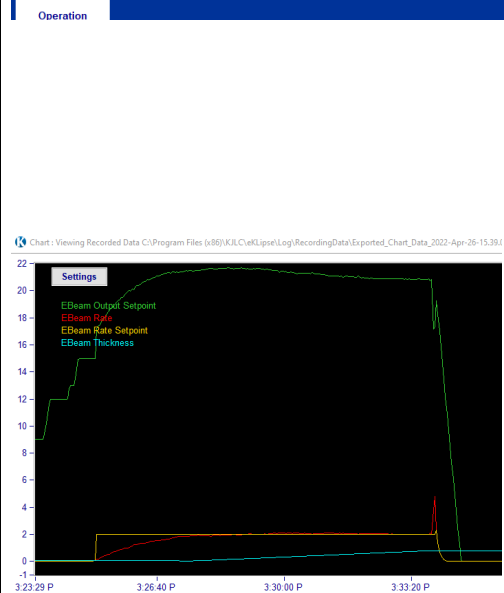 Operation
Chart : Viewing Recorded Data C:\Program Files (x86)\KJLC\eKLipse\Log\RecordingData\Exported_Chart_Data_2022-Apr-26-15.39.0
Settings
EBeam Output Setpoint
EBeam Rate
EBeam Rate Setpoint
EBeam Thickness
22
20
18
16
14
12
10
8
6
4
2
0
-1
3:23:29 P
3:26:40 P
3:30:00 P
3:33:20 P